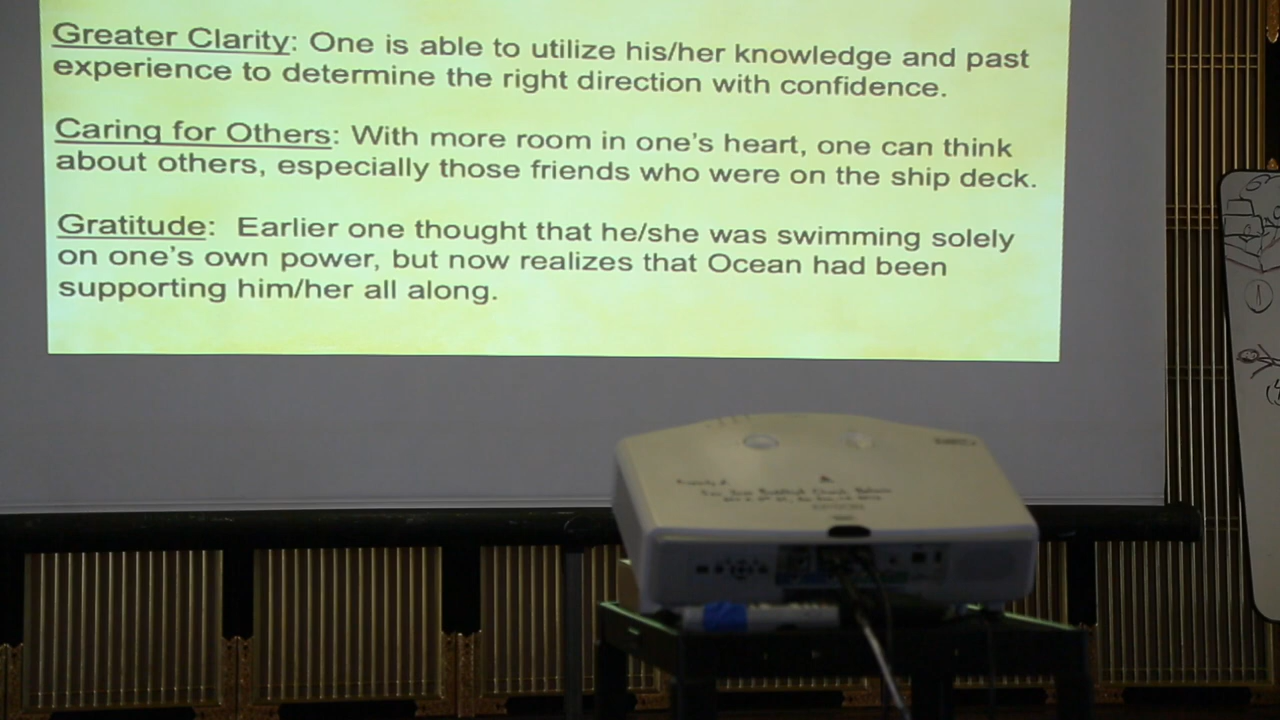 Greater Clarity: One is able to utilize his/her knowledge and past
experience to determine the right direction with confidence.
Caring for Others: With more room in one's heart, one can think
about others, especially those friends who were on the ship deck.
Gratitude: Earlier one thought that he/she was swimming solely
on one's own power, but now realizes that Ocean had been
supporting him/her all along.
EPSON